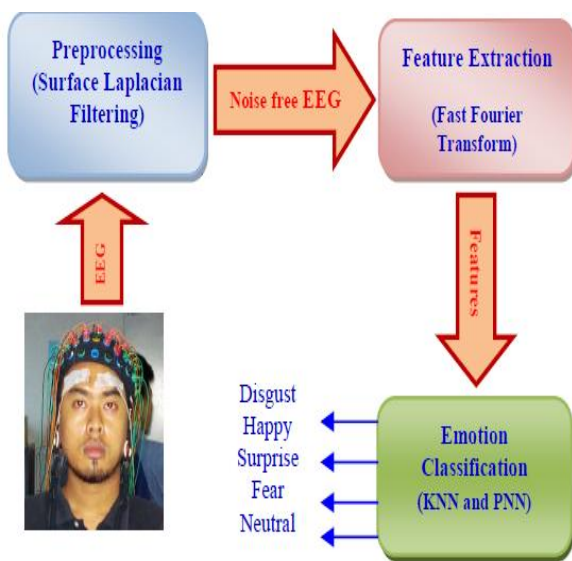 Preprocessing
(Surface Laplacian
Filtering)
Noise free EEG
Feature Extraction
(Fast Fourier
Transform)
EEG
Features
Disgust
Happy
Surprise
Fear
Neutral
Emotion
Classification
(KNN and PNN)